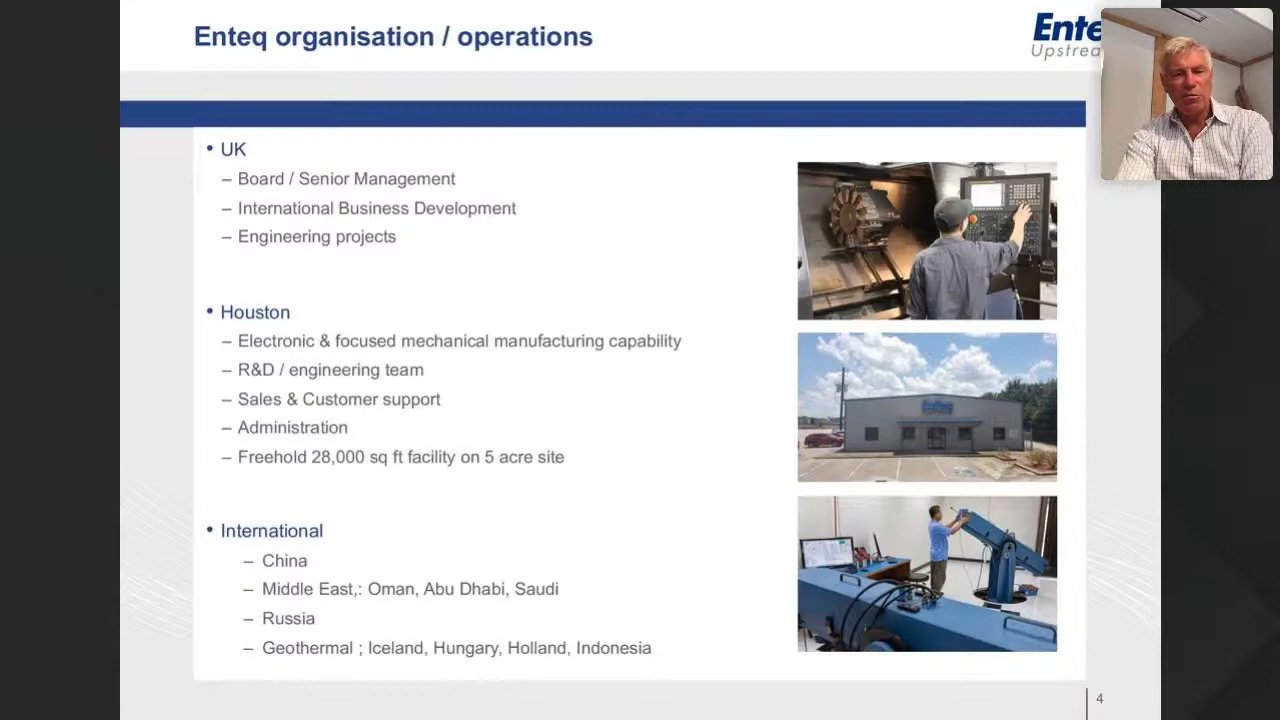 Enteq organisation / operations
Ente
Upstrea
• UK
– Board / Senior Management
– International Business Development
– Engineering projects
• Houston
– Electronic & focused mechanical manufacturing capability
– R&D / engineering team
– Sales & Customer support
– Administration
– Freehold 28,000 sq ft facility on 5 acre site
• International
– China
– Middle East,: Oman, Abu Dhabi, Saudi
– Russia
– Geothermal ; Iceland, Hungary, Holland, Indonesia
4